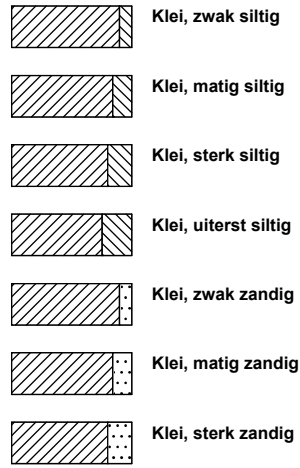 Klei, zwak siltig
Klei, matig siltig
Klei, sterk siltig
Klei, uiterst siltig
Klei, zwak zandig
Klei, matig zandig
Klei, sterk zandig